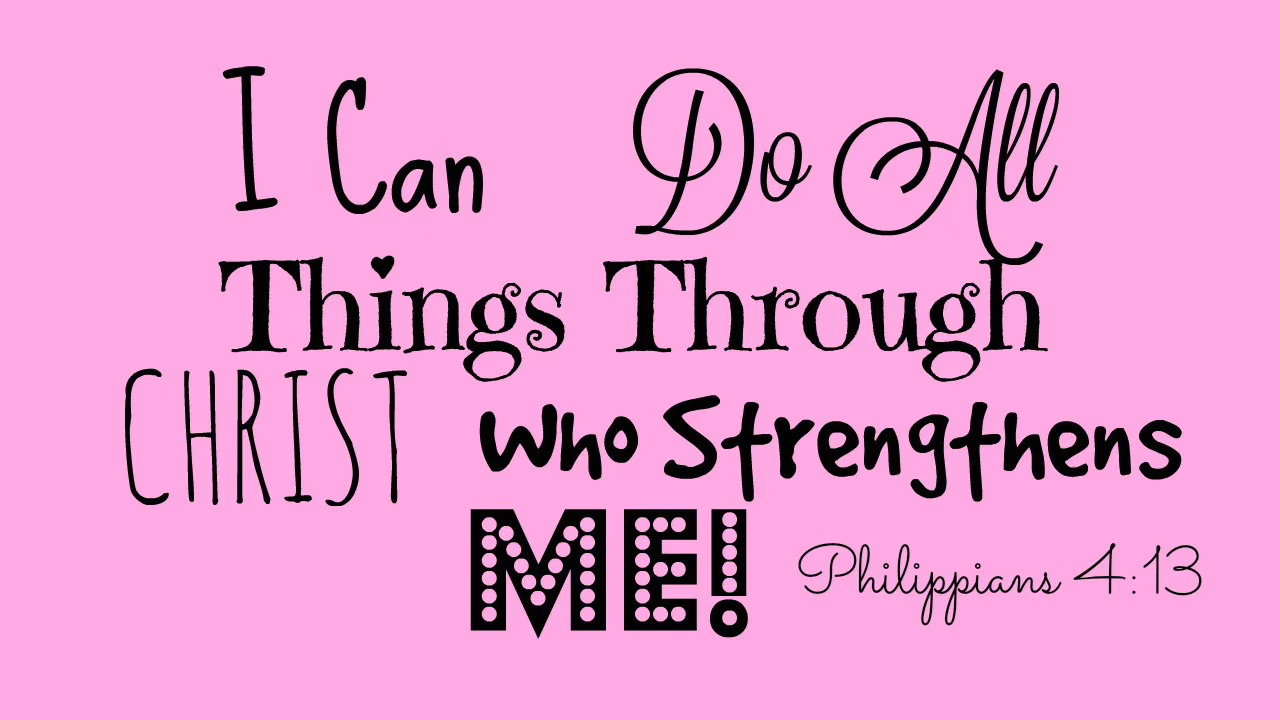 I Can Do All
Things Through
CHRIST Who Strengthens
ME! Philippians 4:13